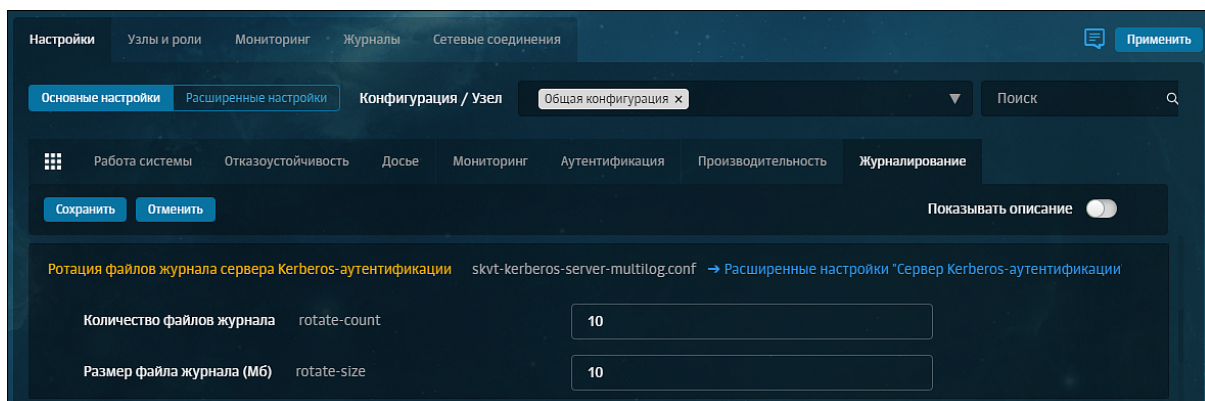 Настройки Узлы и роли Мониторинг Журналы Сетевые соединения Применить
Основные настройки Расширенные настройки Конфигурация / Узел Общая конфигурация × Поиск
Работа системы Отказоустойчивость Досье Мониторинг Аутентификация Производительность Журналирование
Сохранить Отменить Показывать описание
Ротация файлов журнала сервера Kerberos-аутентификации skvt-kerberos-server-multilog.conf → Расширенные настройки "Сервер Kerberos-аутентификации"
Количество файлов журнала rotate-count 10
Размер файла журнала (Мб) rotate-size 10